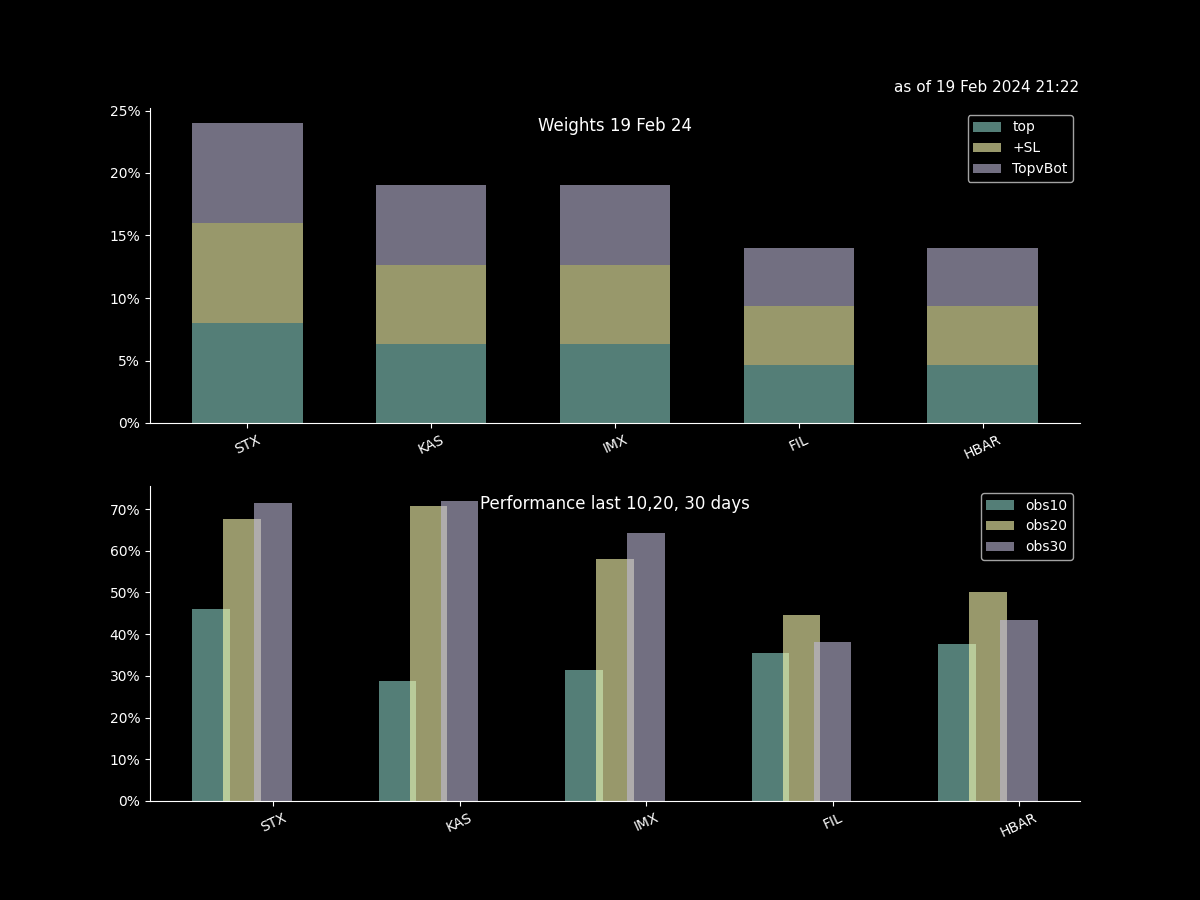 as of 19 Feb 2024 21:22
Weights 19 Feb 24
top
+SL
TopvBot
25%
20%
15%
10%
5%
0%
STX
KAS
IMX
FIL
HBAR
Performance last 10,20, 30 days
obs10
obs20
obs30
70%
60%
50%
40%
30%
20%
10%
0%
STX
KAS
IMX
FIL
HBAR